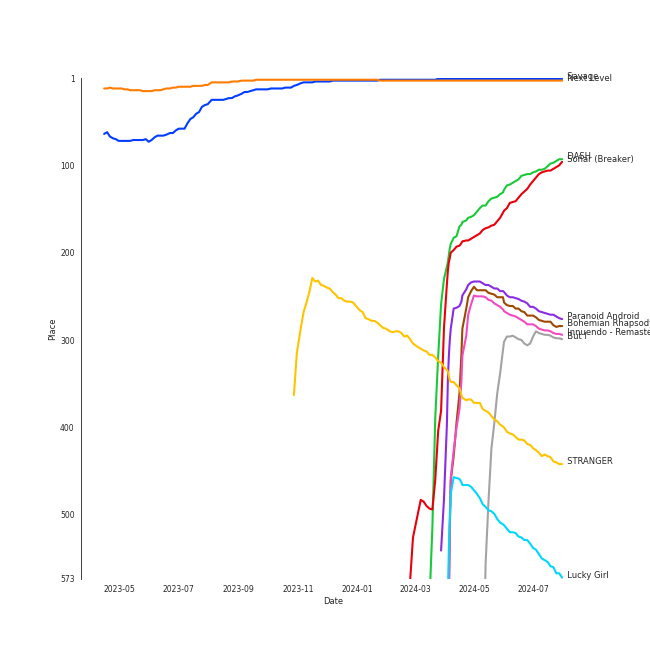 1
100
200
300
400
500
573
Place
2023-05
2023-07
2023-09
2023-11
2024-01
2024-03
2024-05
2024-07
Date
Savage
Next Level
DASH
Sonar (Breaker)
Paranoid Android
Bohemian Rhapsody
Innuendo - Remaste
But I
STRANGER
Lucky Girl